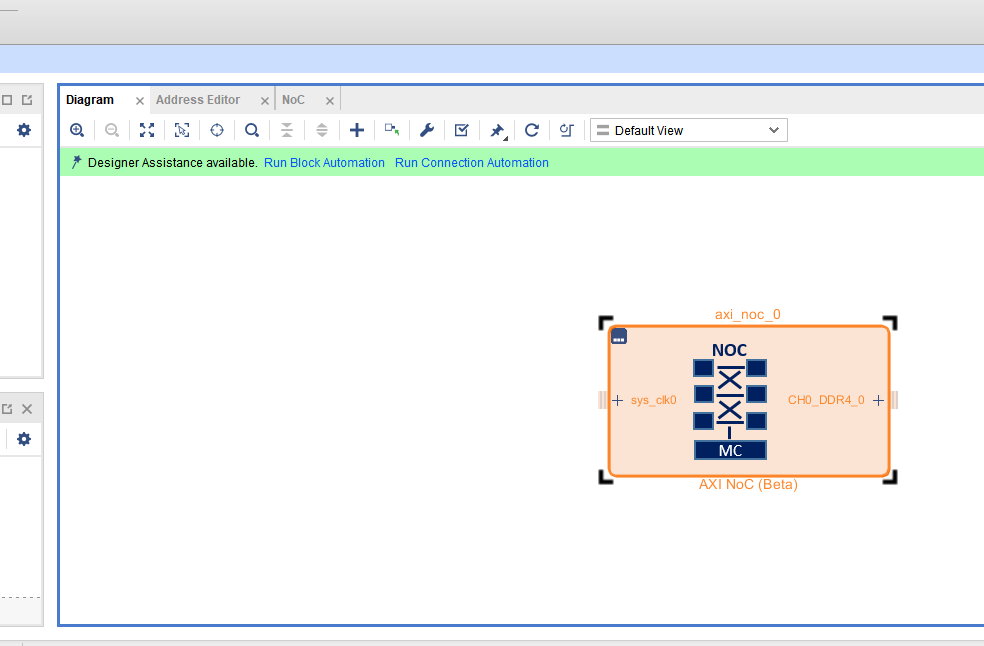 Diagram
Address Editor
NoC
Default View
Designer Assistance available. Run Block Automation Run Connection Automation
axi_noc_0
NOC
sys_clk0
CH0_DDR4_0
MC
AXI NoC (Beta)